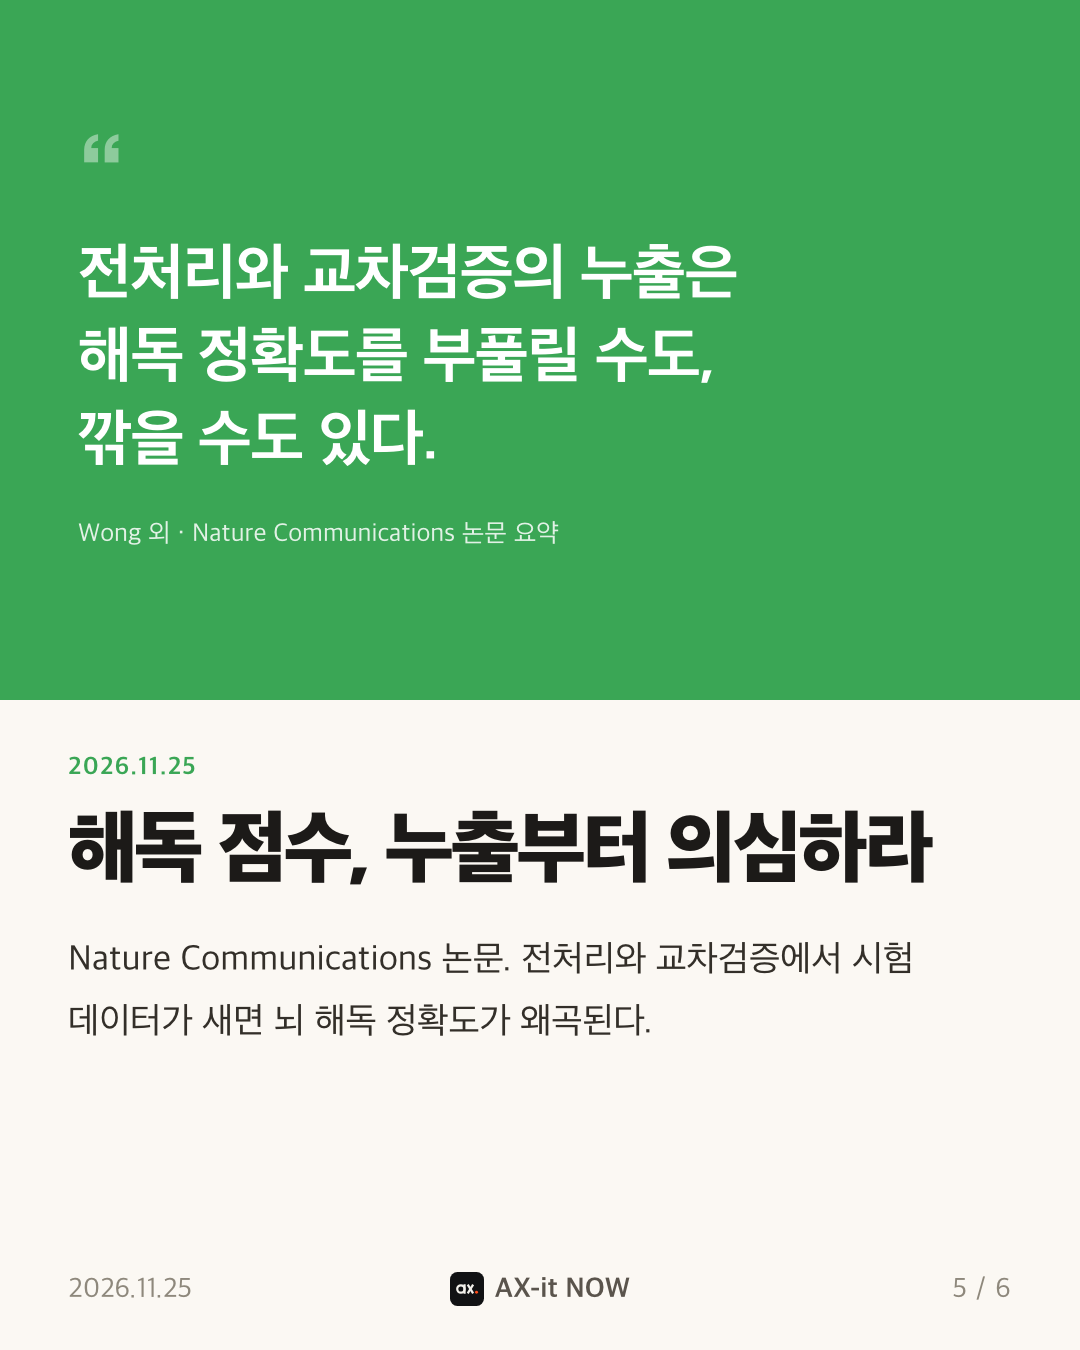 “
전처리와 교차검증의 누출은
해독 정확도를 부풀릴 수도,
깎을 수도 있다.
Wong 외 · Nature Communications 논문 요약
2026.11.25
해독 점수, 누출부터 의심하라
Nature Communications 논문. 전처리와 교차검증에서 시험
데이터가 새면 뇌 해독 정확도가 왜곡된다.
2026.11.25
ax. AX-it NOW
5 / 6